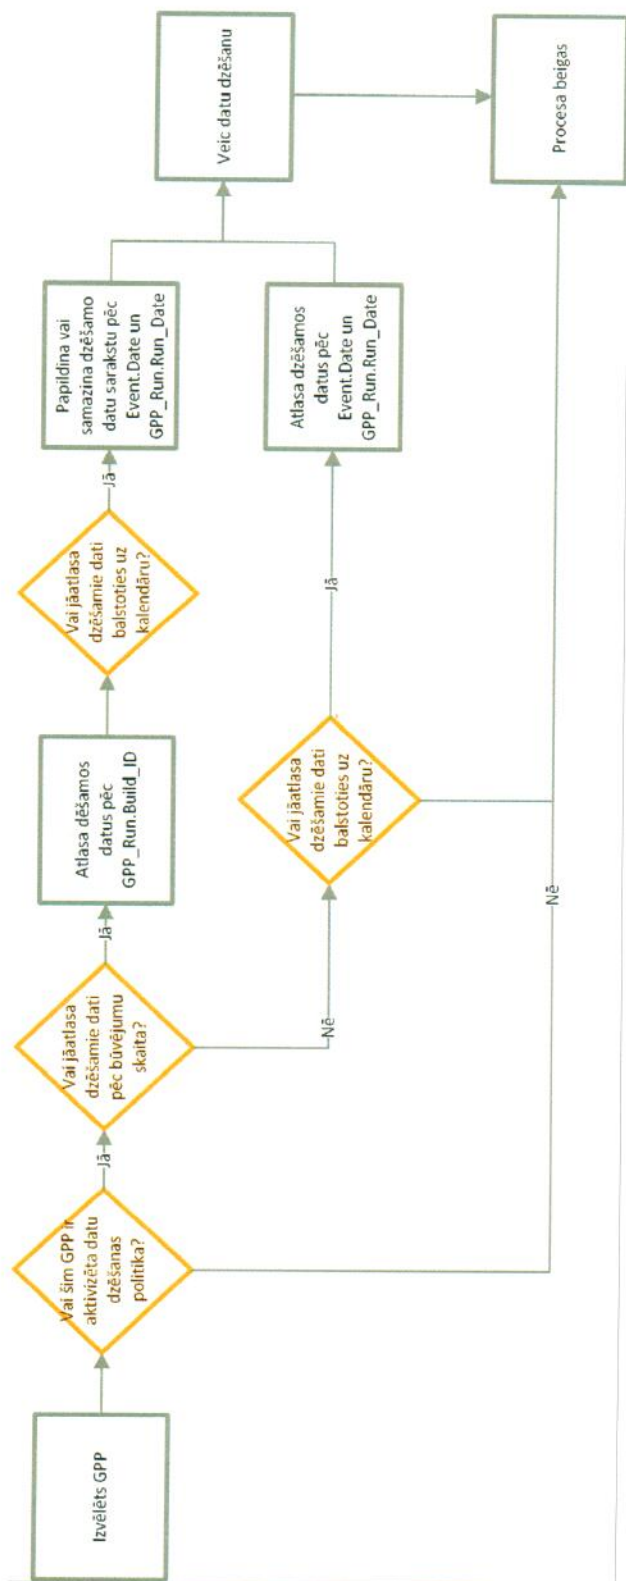 Izvēlēts GPP
Vai šim GPP ir
aktivizēta datu
dzēšanas
politika?
Jā
Vai jāatlasa
dzēšamie dati
pēc būvējumu
skaita?
Jā
Atlasa dēšamos
datus pēc
GPP_Run.Build_ID
Vai jāatlasa
dzēšamie dati
balstoties uz
kalendāru?
Jā
Papildina vai
samazina dzēšamo
datu sarakstu pēc
Event.Date un
GPP_Run.Run_Date
Veic datu dzēšanu
Nē
Vai jāatlasa
dzēšamie dati
balstoties uz
kalendāru?
Jā
Atlasa dzēšamos
datus pēc
Event.Date un
GPP_Run.Run_Date
Nē
Procesa beigas